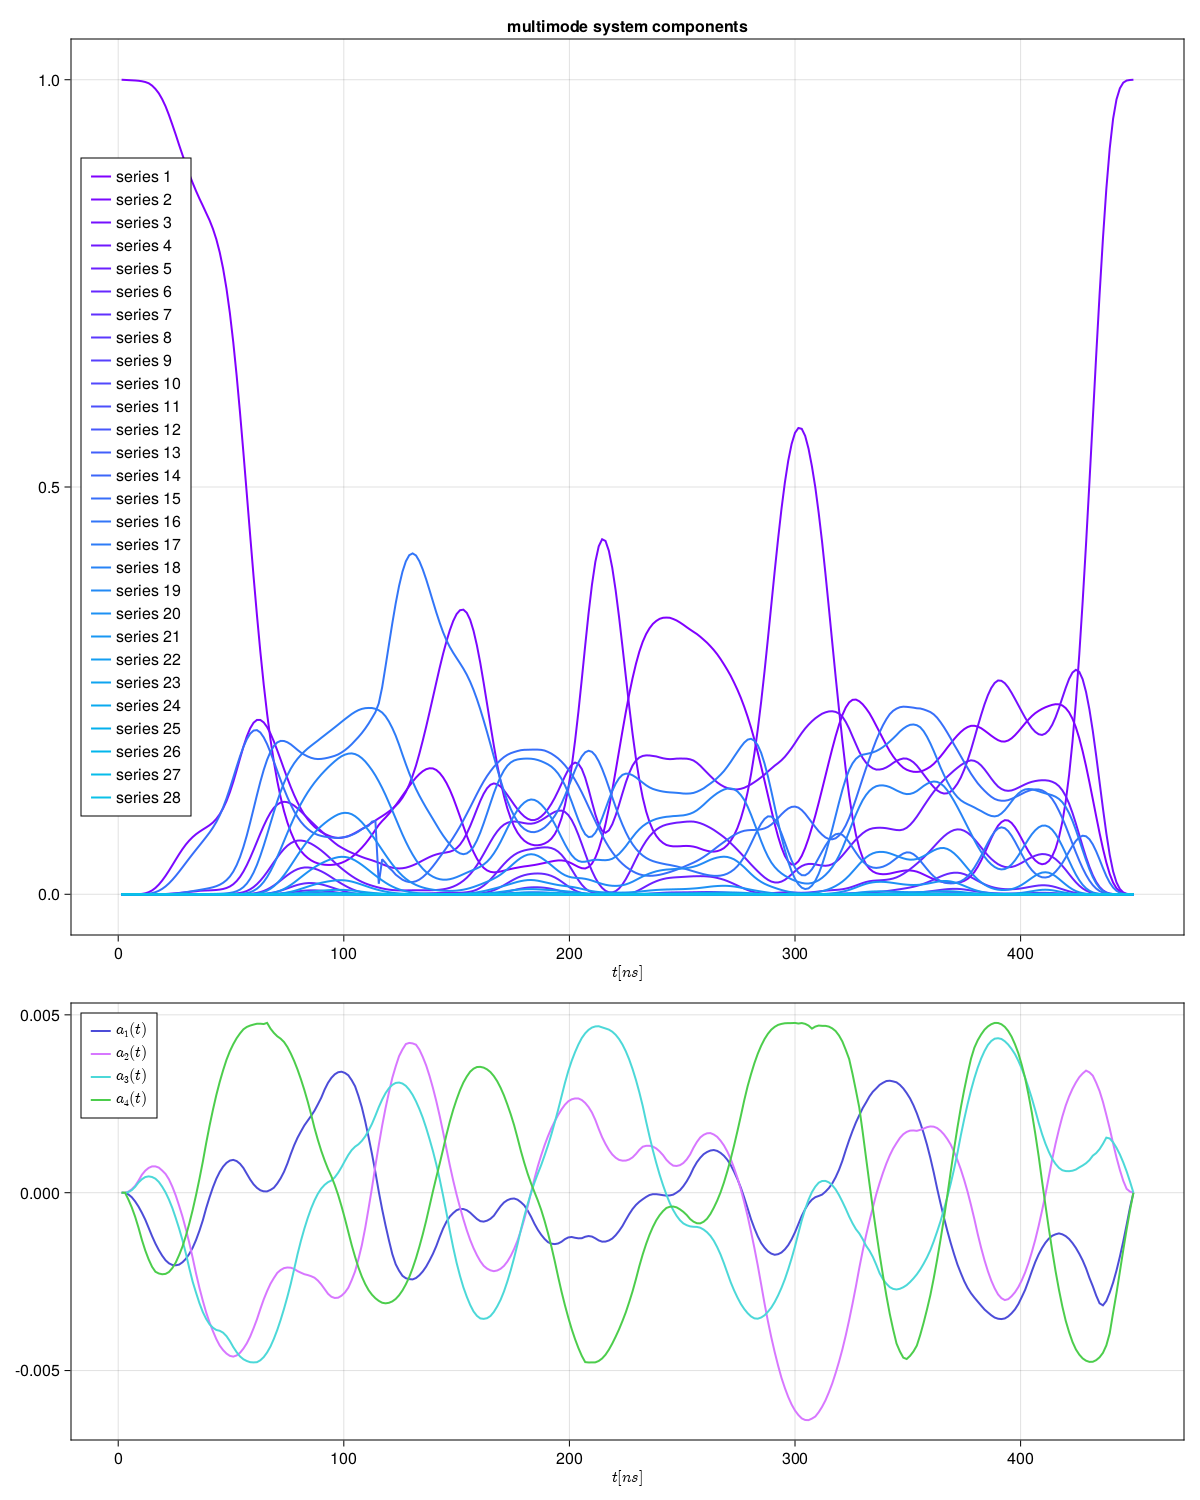 multimode system components
1.0
0.5
0.0
series 1
series 2
series 3
series 4
series 5
series 6
series 7
series 8
series 9
series 10
series 11
series 12
series 13
series 14
series 15
series 16
series 17
series 18
series 19
series 20
series 21
series 22
series 23
series 24
series 25
series 26
series 27
series 28
0 100 200 300 400
t[ns]
0.005
0.000
-0.005
a₁(t)
a₂(t)
a₃(t)
a₄(t)
0 100 200 300 400
t[ns]